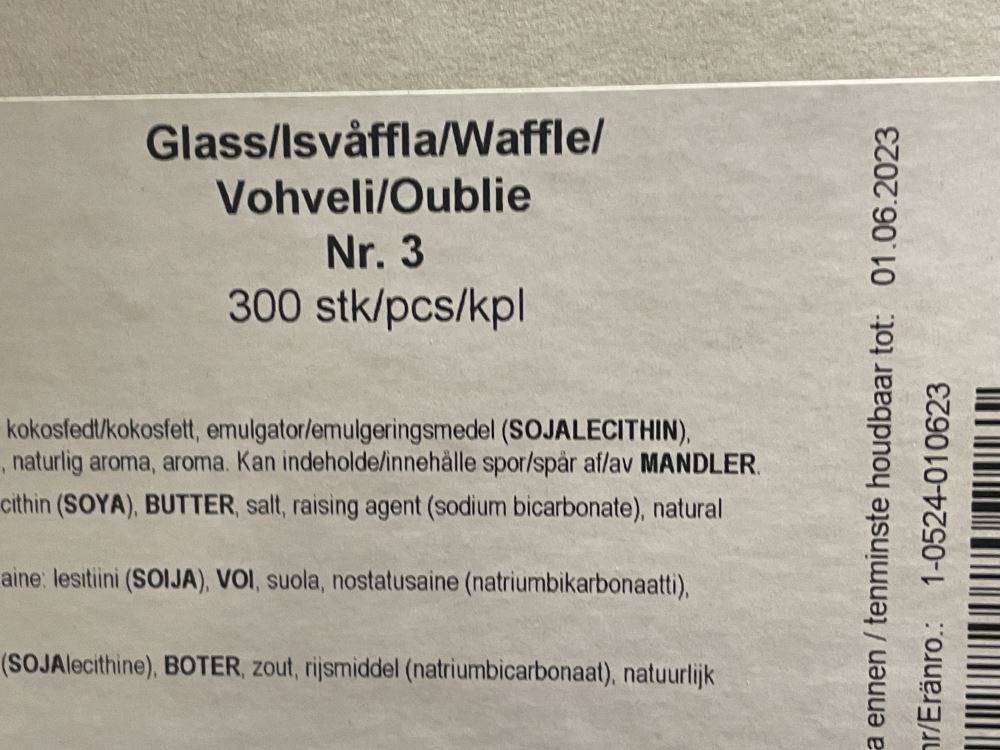 Glass/Isvåffla/Waffle/
Vohveli/Oublie
Nr. 3
300 stk/pcs/kpl
kokosfedt/kokosfett, emulgator/emulgeringsmedel (SOJALECITHIN),
, naturlig aroma, aroma. Kan indeholde/innehålle spor/spår af/av MANDLER.
cithin (SOYA), BUTTER, salt, raising agent (sodium bicarbonate), natural
aine: lesitiini (SOIJA), VOI, suola, nostatusaine (natriumbikarbonaatti),
(SOJAlecithine), BOTER, zout, rijsmiddel (natriumbicarbonaat), natuurlijk
a ennen / tenminste houdbaar tot: 01.06.2023
nr/Eränro.: 1-0524-010623